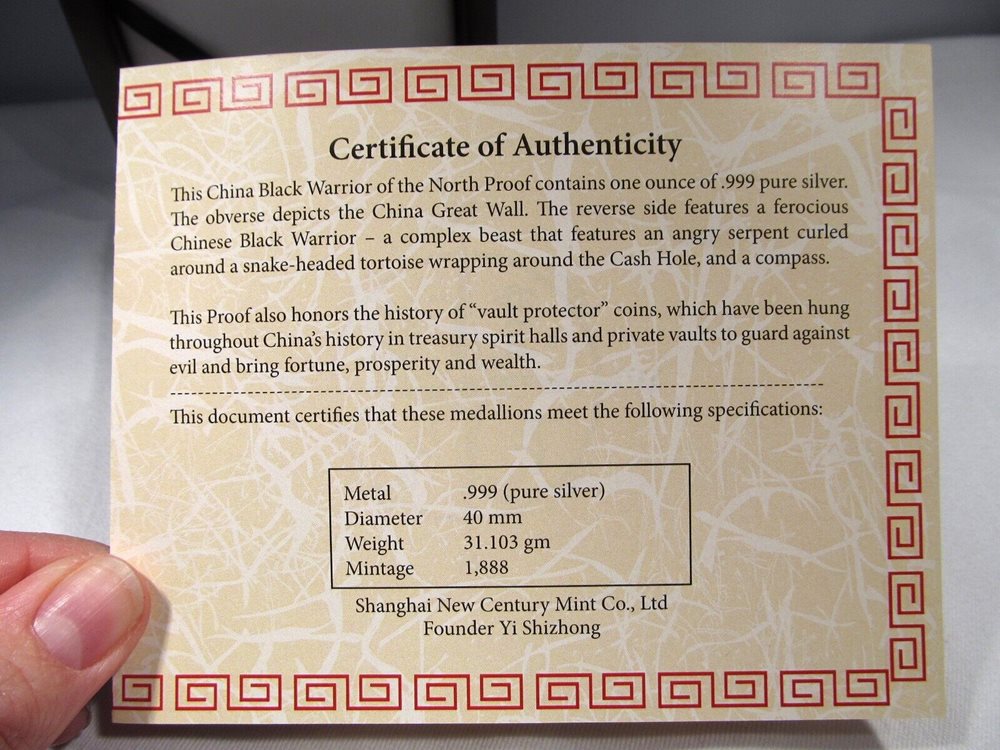 Certificate of Authenticity
This China Black Warrior of the North Proof contains one ounce of .999 pure silver.
The obverse depicts the China Great Wall. The reverse side features a ferocious
Chinese Black Warrior – a complex beast that features an angry serpent curled
around a snake-headed tortoise wrapping around the Cash Hole, and a compass.
This Proof also honors the history of “vault protector” coins, which have been hung
throughout China’s history in treasury spirit halls and private vaults to guard against
evil and bring fortune, prosperity and wealth.
This document certifies that these medallions meet the following specifications:
Metal .999 (pure silver)
Diameter 40 mm
Weight 31.103 gm
Mintage 1,888
Shanghai New Century Mint Co., Ltd
Founder Yi Shizhong